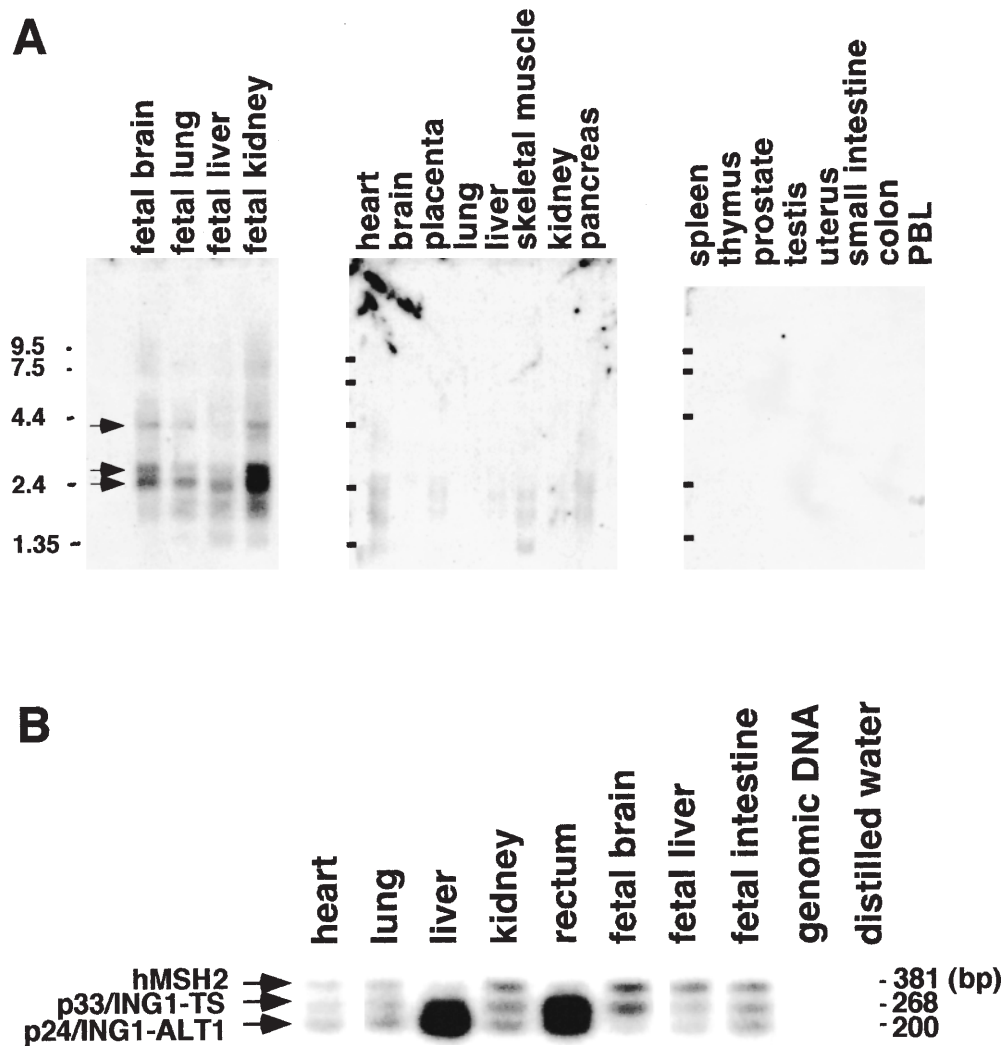 A
fetal brain
fetal lung
fetal liver
fetal kidney
heart
brain
placenta
lung
liver
skeletal muscle
kidney
pancreas
spleen
thymus
prostate
testis
uterus
small intestine
colon
PBL
9.5
7.5
4.4
2.4
1.35
B
heart
lung
liver
kidney
rectum
fetal brain
fetal liver
fetal intestine
genomic DNA
distilled water
hMSH2
p33/ING1-TS
p24/ING1-ALT1
- 381 (bp)
- 268
- 200